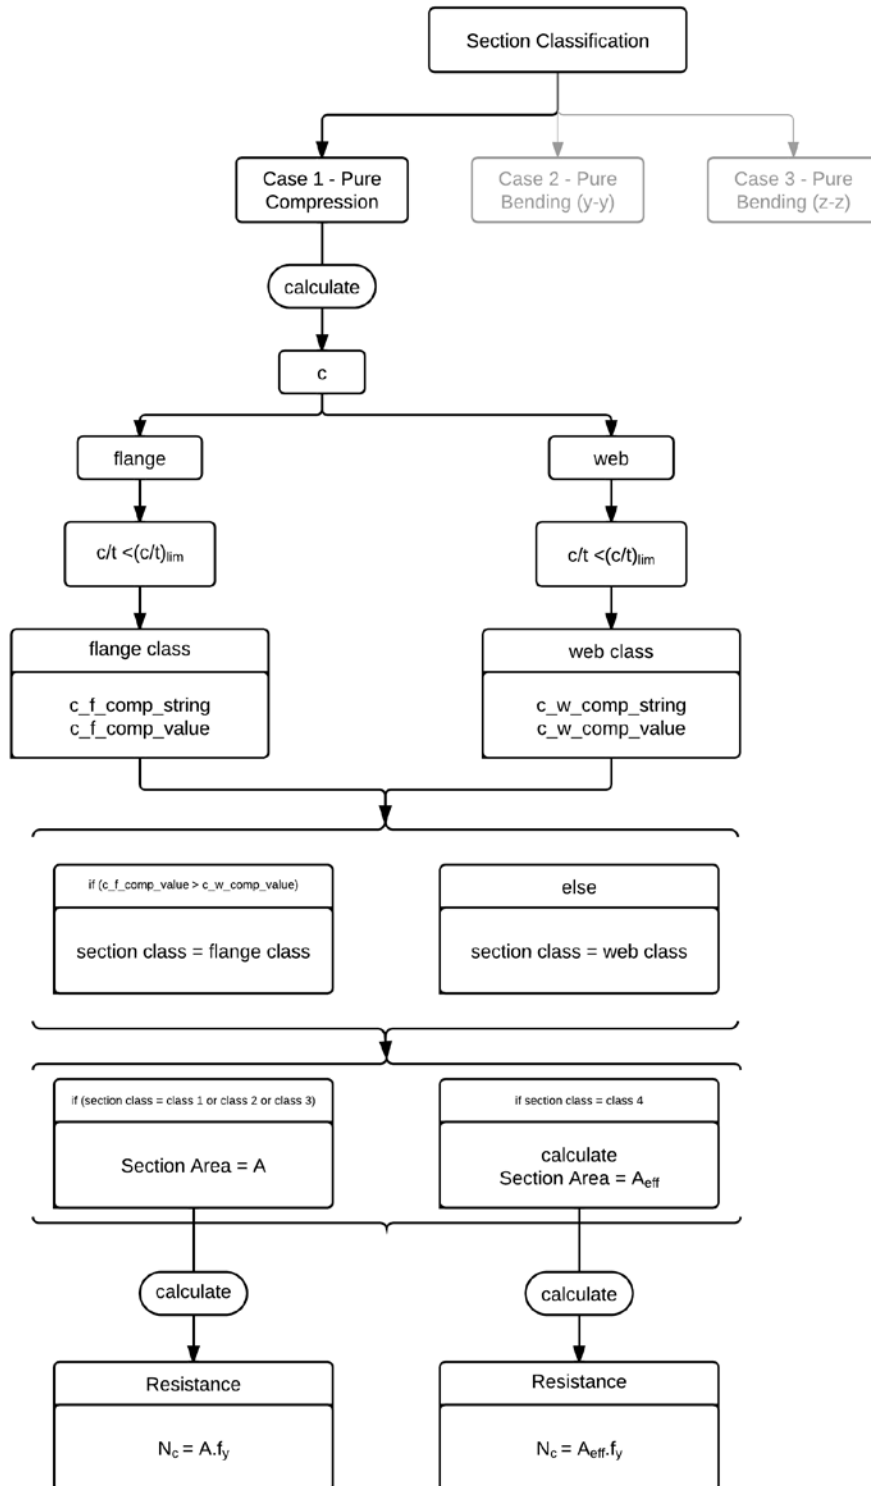 Section Classification
Case 1 - Pure
Compression
Case 2 - Pure
Bending (y-y)
Case 3 - Pure
Bending (z-z)
calculate
c
flange
web
c/t <(c/t)lim
c/t <(c/t)lim
flange class
web class
c_f_comp_string
c_f_comp_value
c_w_comp_string
c_w_comp_value
if (c_f_comp_value > c_w_comp_value)
else
section class = flange class
section class = web class
if (section class = class 1 or class 2 or class 3)
if section class = class 4
Section Area = A
calculate
Section Area = Aeff
calculate
calculate
Resistance
Resistance
Nc = A.fy
Nc = Aeff.fy